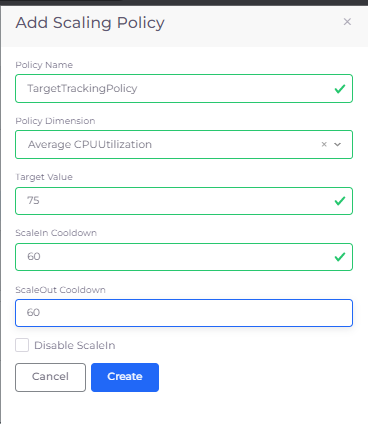 Add Scaling Policy
Policy Name
TargetTrackingPolicy
Policy Dimension
Average CPUUtilization
Target Value
75
ScaleIn Cooldown
60
ScaleOut Cooldown
60
Disable ScaleIn
Cancel
Create